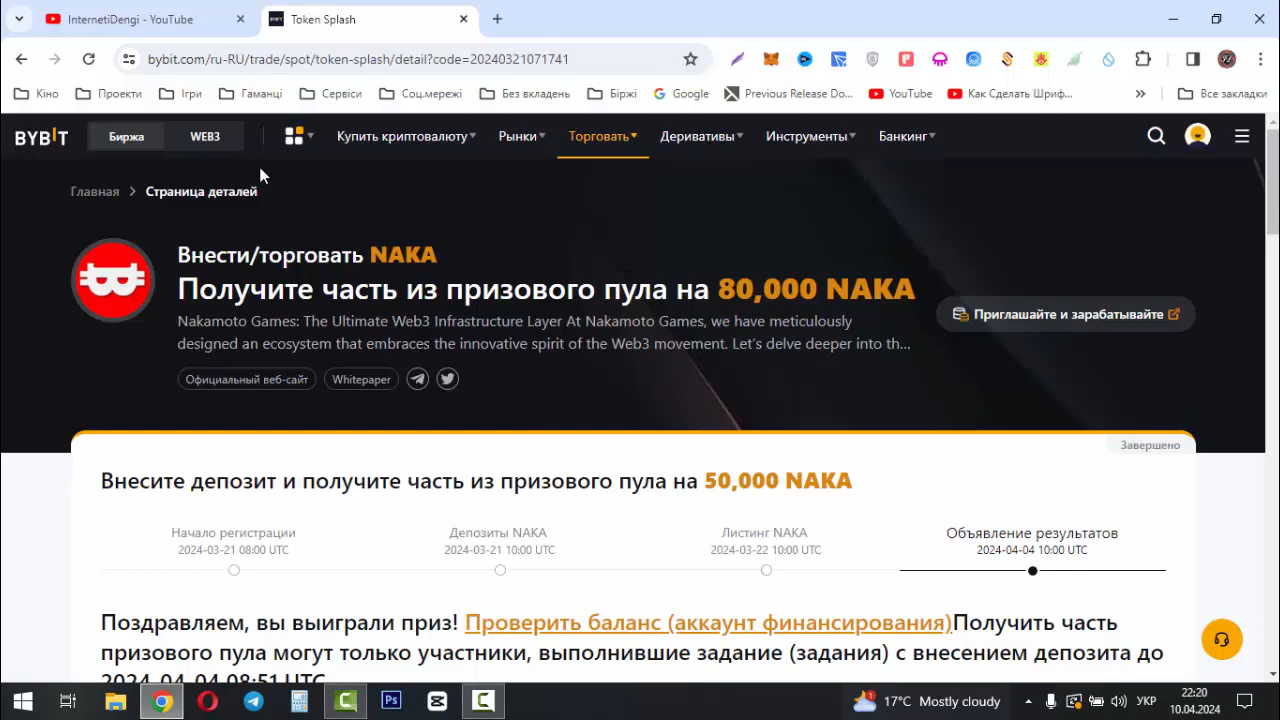 InternetiDengi - YouTube
Token Splash
bybit.com/ru-RU/trade/spot/token-splash/detail?code=20240321071741
Кіно
Проекти
Ігри
Гаманці
Сервіси
Соц.мережі
Без вкладень
Біржі
Google
Previous Release Do...
YouTube
Как Сделать Шриф...
Все закладки
BYBIT
Биржа
WEB3
Купить криптовалюту
Рынки
Торговать
Деривативы
Инструменты
Банкинг
Главная
Страница деталей
Внести/торговать NAKA
Получите часть из призового пула на 80,000 NAKA
Nakamoto Games: The Ultimate Web3 Infrastructure Layer At Nakamoto Games, we have meticulously
designed an ecosystem that embraces the innovative spirit of the Web3 movement. Let's delve deeper into th...
Приглашайте и зарабатывайте
Официальный веб-сайт
Whitepaper
Завершено
Внесите депозит и получите часть из призового пула на 50,000 NAKA
Начало регистрации
2024-03-21 08:00 UTC
Депозиты NAKA
2024-03-21 10:00 UTC
Листинг NAKA
2024-03-22 10:00 UTC
Объявление результатов
2024-04-04 10:00 UTC
Поздравляем, вы выиграли приз! Проверить баланс (аккаунт финансирования)Получить часть
призового пула могут только участники, выполнившие задание (задания) с внесением депозита до
2024-04-04 08:51 UTC
17°C Mostly cloudy
УКР
22:20
10.04.2024